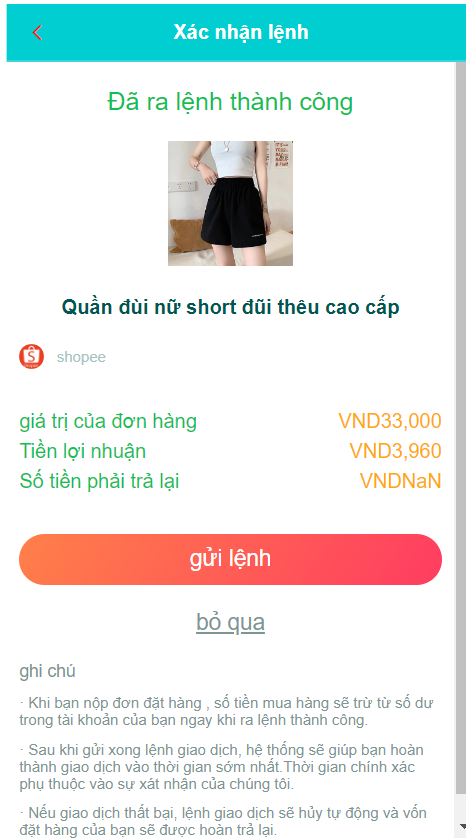 Xác nhận lệnh
Đã ra lệnh thành công
Quần đùi nữ short đũi thêu cao cấp
shopee
giá trị của đơn hàng VND33,000
Tiền lợi nhuận VND3,960
Số tiền phải trả lại VNDNaN
gửi lệnh
bỏ qua
ghi chú
· Khi bạn nộp đơn đặt hàng , số tiền mua hàng sẽ trừ từ số dư
trong tài khoản của bạn ngay khi ra lệnh thành công.
· Sau khi gửi xong lệnh giao dịch, hệ thống sẽ giúp bạn hoàn
thành giao dịch vào thời gian sớm nhất.Thời gian chính xác
phụ thuộc vào sự xát nhận của chúng tôi.
· Nếu giao dịch thất bại, lệnh giao dịch sẽ hủy tự động và vốn
đặt hàng của bạn sẽ được hoàn trả lại.